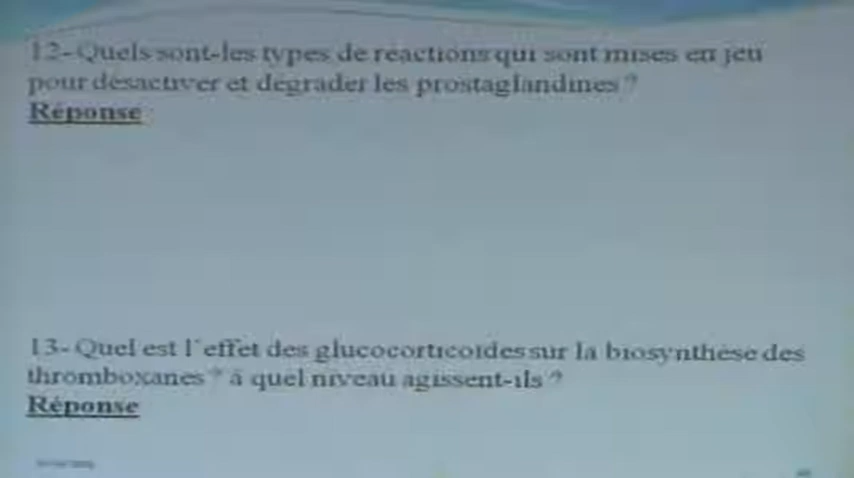 12-Quels sont-les types de réactions qui sont mises en jeu
pour désactiver et dégrader les prostaglandines ?
Réponse
13- Quel est l'effet des glucocorticoïdes sur la biosynthèse des
thromboxanes ? à quel niveau agissent-ils ?
Réponse